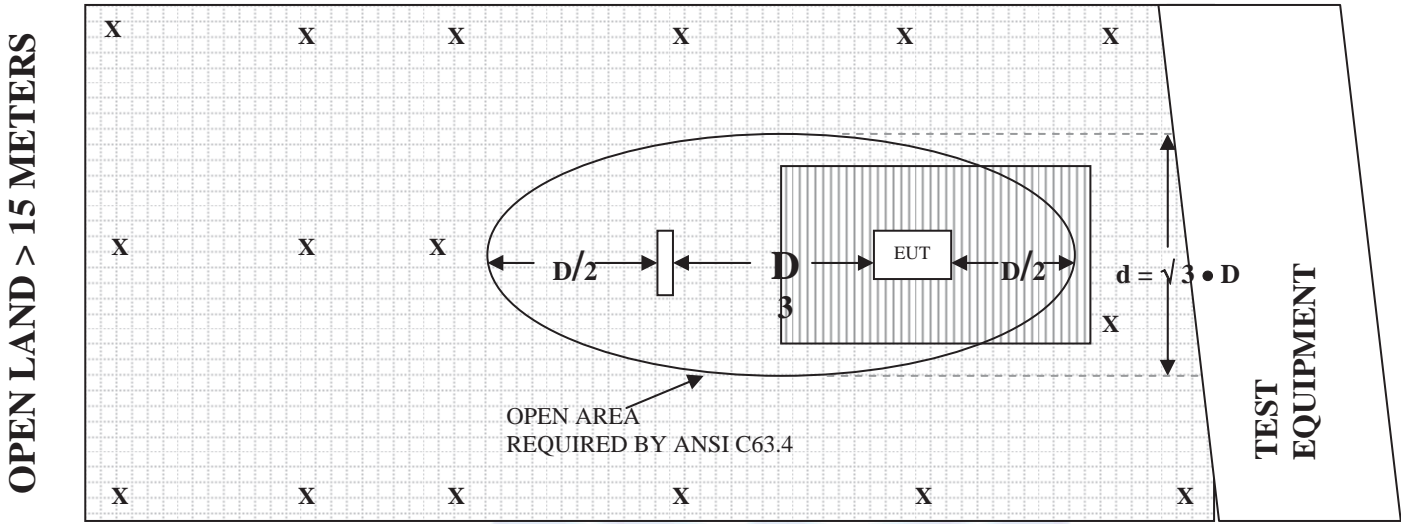 X X X X X X
OPEN LAND > 15 METERS
X X X
D/2
D
3
EUT
D/2
d = √ 3 • D
X
OPEN AREA
REQUIRED BY ANSI C63.4
TEST
EQUIPMENT
X X X X X X